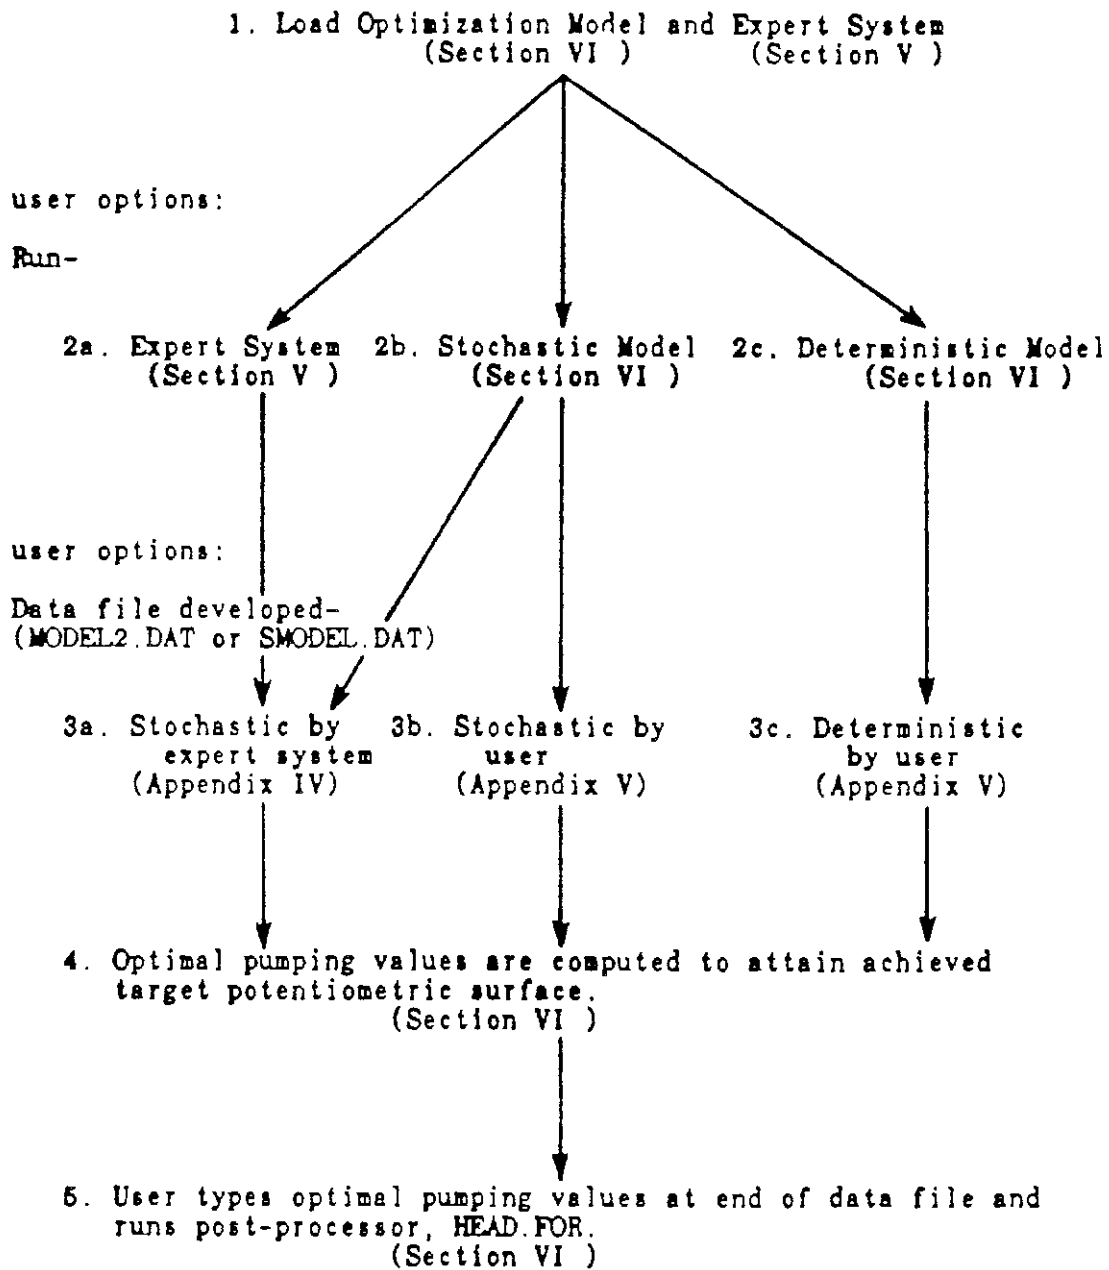 1. Load Optimization Model and Expert System
(Section VI ) (Section V )
user options:
Run-
2a. Expert System 2b. Stochastic Model 2c. Deterministic Model
(Section V ) (Section VI ) (Section VI )
user options:
Data file developed-
(MODEL2.DAT or SMODEL.DAT)
3a. Stochastic by 3b. Stochastic by 3c. Deterministic
expert system user by user
(Appendix IV) (Appendix V) (Appendix V)
4. Optimal pumping values are computed to attain achieved
target potentiometric surface.
(Section VI )
5. User types optimal pumping values at end of data file and
runs post-processor, HEAD.FOR.
(Section VI )